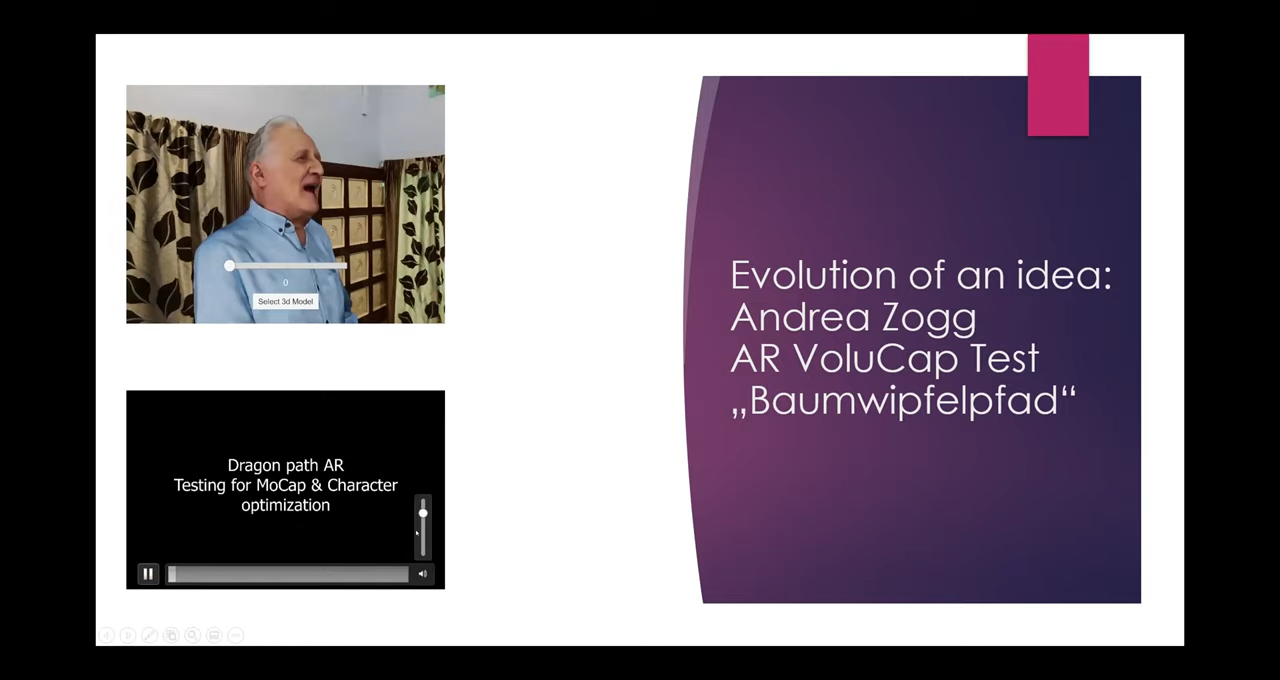 0
Select 3d Model
Dragon path AR
Testing for MoCap & Character
optimization
Evolution of an idea:
Andrea Zogg
AR VoluCap Test
„Baumwipfelpfad“